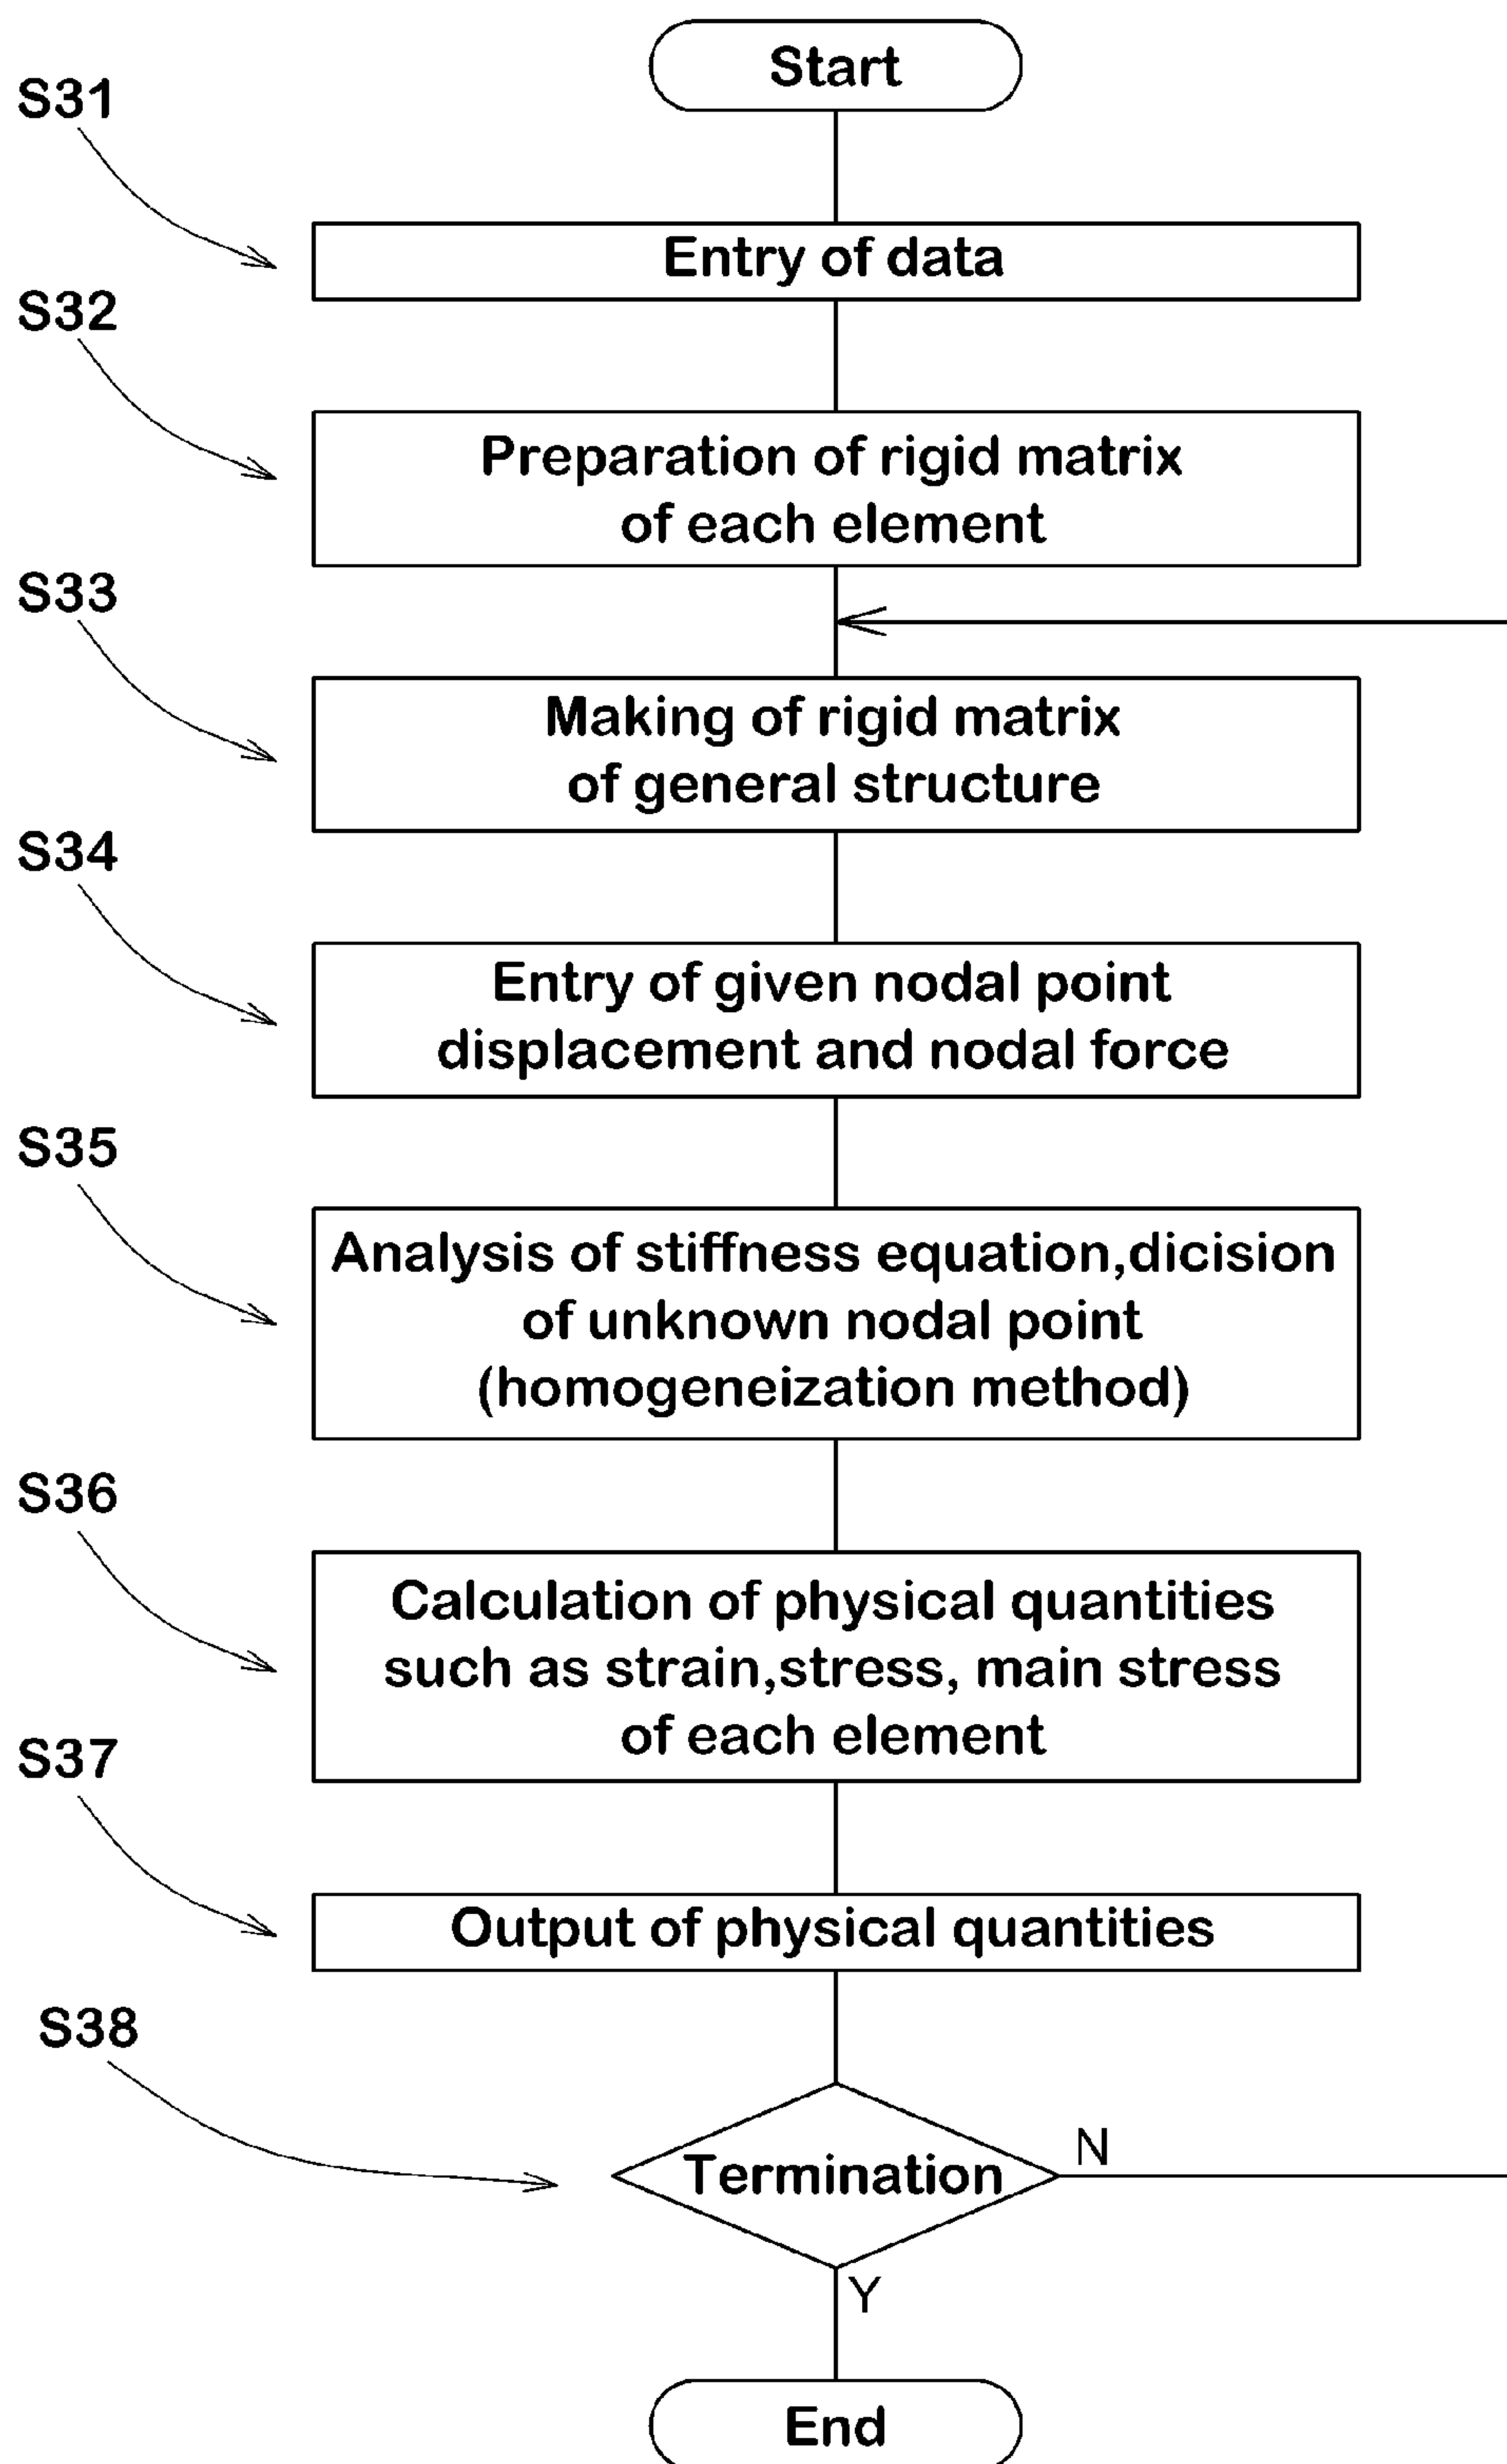 Start
S31
Entry of data
S32
Preparation of rigid matrix
of each element
S33
Making of rigid matrix
of general structure
S34
Entry of given nodal point
displacement and nodal force
S35
Analysis of stiffness equation,dicision
of unknown nodal point
(homogeneization method)
S36
Calculation of physical quantities
such as strain,stress, main stress
of each element
S37
Output of physical quantities
S38
Termination
N
Y
End